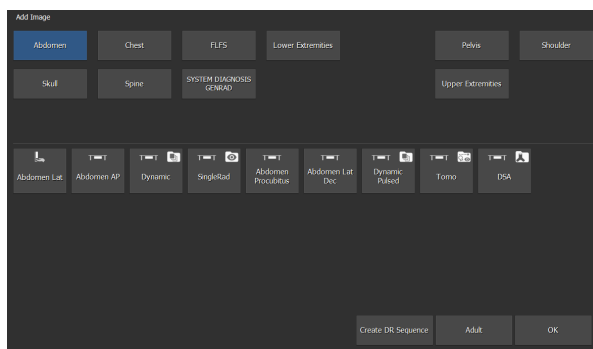 Add Image
Abdomen
Chest
FLFS
Lower Extremities
Pelvis
Shoulder
Skull
Spine
SYSTEM DIAGNOSIS
GENRAD
Upper Extremities
Abdomen Lat
Abdomen AP
Dynamic
SingleRad
Abdomen
Procubitus
Abdomen Lat
Dec
Dynamic
Pulsed
Tomo
DSA
Create DR Sequence
Adult
OK